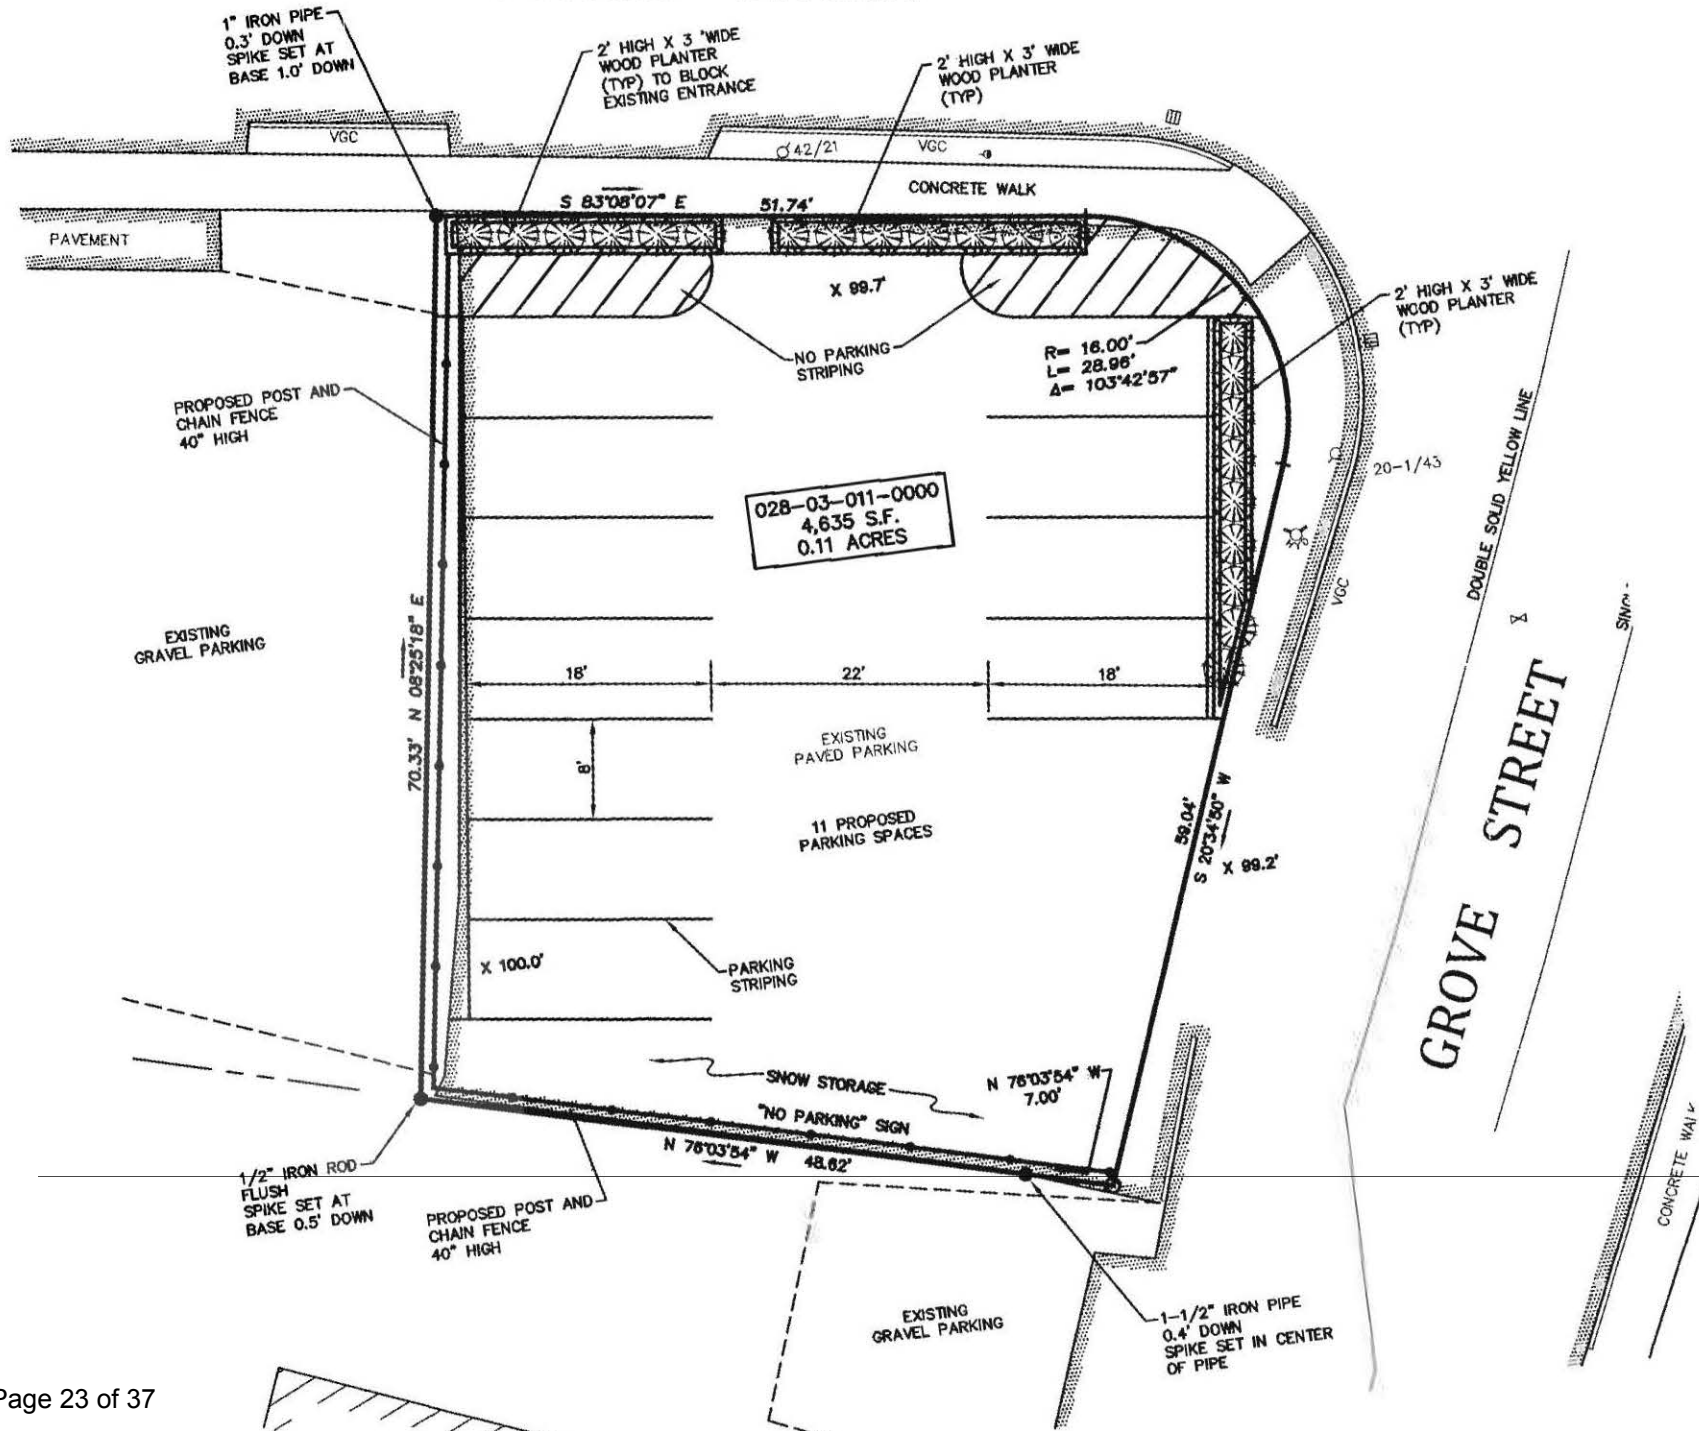 1" IRON PIPE
0.3' DOWN
SPIKE SET AT
BASE 1.0' DOWN
2' HIGH X 3 'WIDE
WOOD PLANTER
(TYP) TO BLOCK
EXISTING ENTRANCE
2' HIGH X 3' WIDE
WOOD PLANTER
(TYP)
VGC
42/21
VGC
CONCRETE WALK
S 83°08'07" E
51.74'
PAVEMENT
X 99.7'
2' HIGH X 3' WIDE
WOOD PLANTER
(TYP)
NO PARKING
STRIPING
R= 16.00'
L= 28.96'
Δ= 103°42'57"
PROPOSED POST AND
CHAIN FENCE
40" HIGH
DOUBLE SOLID YELLOW LINE
20-1/43
028-03-011-0000
4,635 S.F.
0.11 ACRES
VGC
EXISTING
GRAVEL PARKING
70.33' N 08°25'18" E
18'
22'
18'
8'
EXISTING
PAVED PARKING
11 PROPOSED
PARKING SPACES
59.04'
S 20°34'50" W
X 99.2'
GROVE STREET
X 100.0'
PARKING
STRIPING
SNOW STORAGE
N 76°03'54" W
7.00'
"NO PARKING" SIGN
N 76°03'54" W 48.62'
1/2" IRON ROD
FLUSH
SPIKE SET AT
BASE 0.5' DOWN
PROPOSED POST AND
CHAIN FENCE
40" HIGH
CONCRETE WALK
EXISTING
GRAVEL PARKING
1-1/2" IRON PIPE
0.4' DOWN
SPIKE SET IN CENTER
OF PIPE
Page 23 of 37